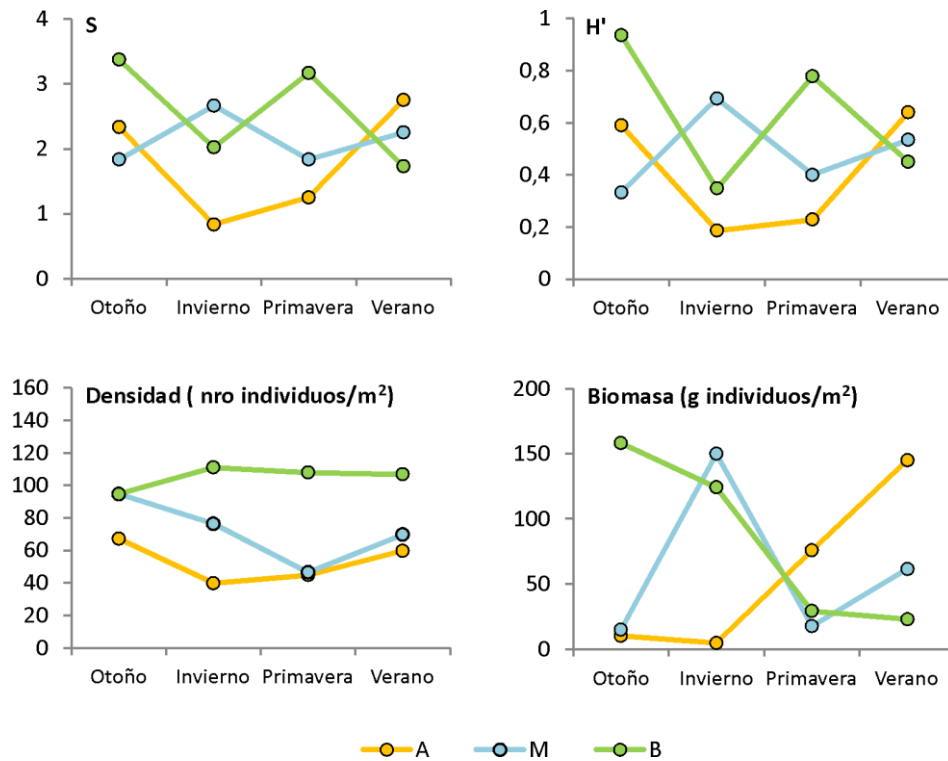 S
4
3
2
1
0
Otoño Invierno Primavera Verano
H'
1
0,8
0,6
0,4
0,2
0
Otoño Invierno Primavera Verano
Densidad ( nro individuos/m²)
160
140
120
100
80
60
40
20
0
Otoño Invierno Primavera Verano
Biomasa (g individuos/m²)
200
150
100
50
0
Otoño Invierno Primavera Verano
A M B